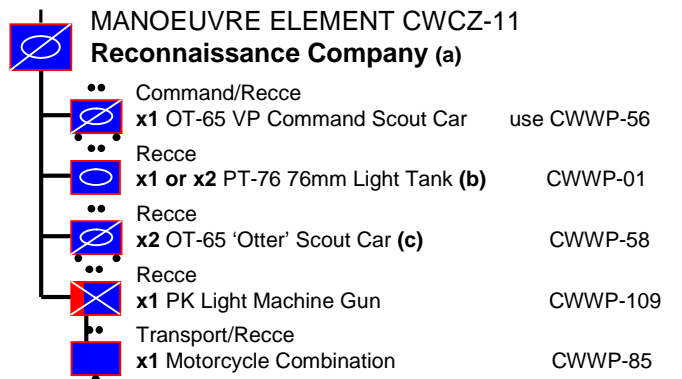 MANOEUVRE ELEMENT CWCZ-11
Reconnaissance Company (a)
Command/Recce
x1 OT-65 VP Command Scout Car use CWWP-56
Recce
x1 or x2 PT-76 76mm Light Tank (b) CWWP-01
Recce
x2 OT-65 ‘Otter’ Scout Car (c) CWWP-58
Recce
x1 PK Light Machine Gun CWWP-109
Transport/Recce
x1 Motorcycle Combination CWWP-85